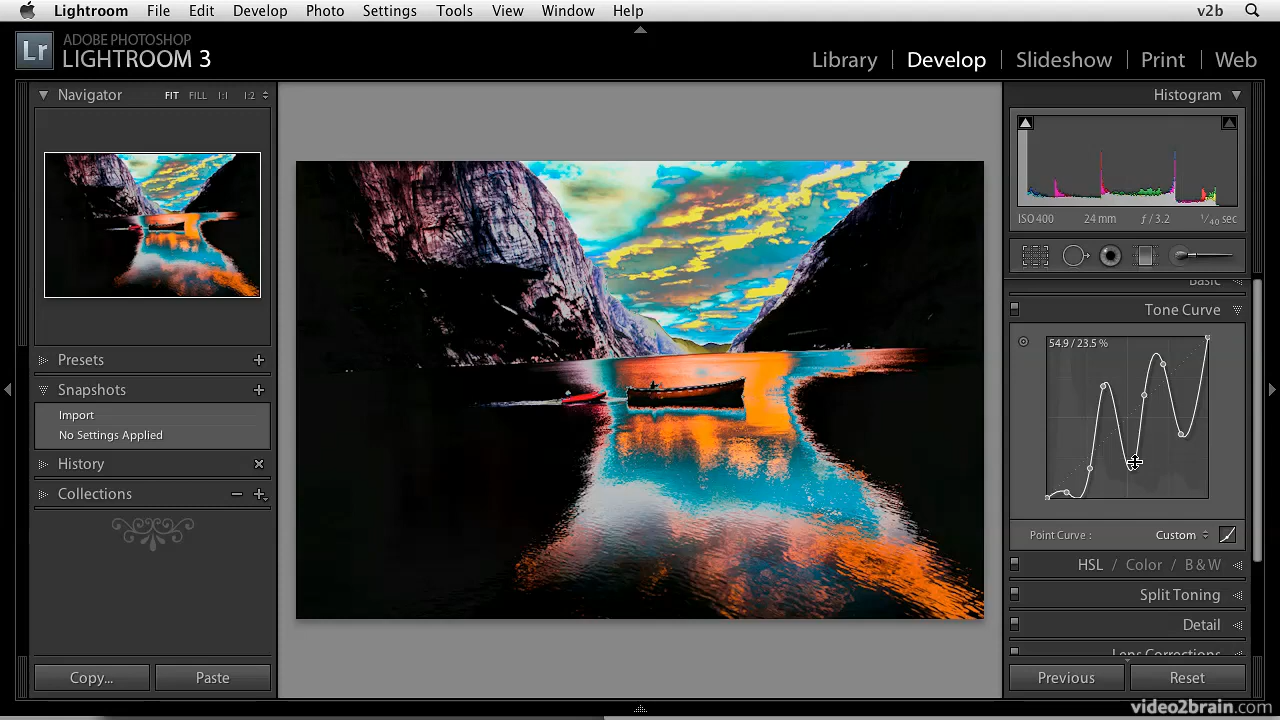 Lightroom File Edit Develop Photo Settings Tools View Window Help v2b
Lr ADOBE PHOTOSHOP
LIGHTROOM 3
Library | Develop | Slideshow | Print | Web
Navigator FIT FILL 1:1 1:2
Histogram
ISO 400 24 mm ƒ / 3.2 1/40 sec
Basic
Tone Curve
54.9 / 23.5 %
Presets
Snapshots
Import
No Settings Applied
History
Collections
Point Curve : Custom
HSL / Color / B & W
Split Toning
Detail
Lens Corrections
Copy... Paste
Previous Reset
video2brain.com